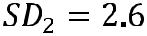 SD₂ = 2.6